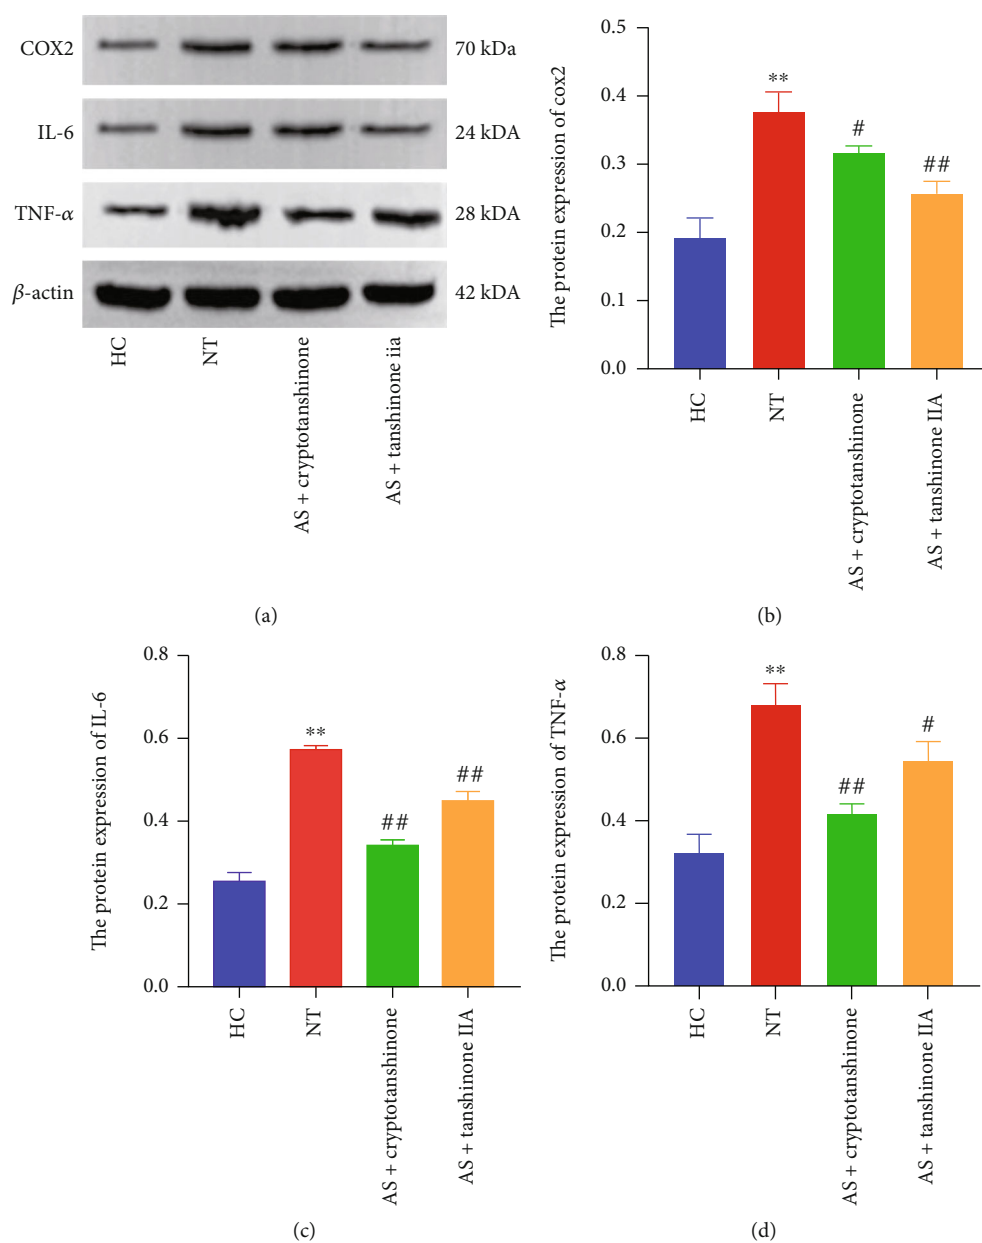 COX2
70 kDa
IL-6
24 kDA
TNF-α
28 kDA
β-actin
42 kDA
HC
NT
AS + cryptotanshinone
AS + tanshinone iia
(a)
The protein expression of cox2
0.5
0.4
0.3
0.2
0.1
0.0
**
#
##
HC
NT
AS + cryptotanshinone
AS + tanshinone IIA
(b)
The protein expression of IL-6
0.8
0.6
0.4
0.2
0.0
**
##
##
HC
NT
AS + cryptotanshinone
AS + tanshinone IIA
(c)
The protein expression of TNF-α
0.8
0.6
0.4
0.2
0.0
**
##
#
HC
NT
AS + cryptotanshinone
AS + tanshinone IIA
(d)